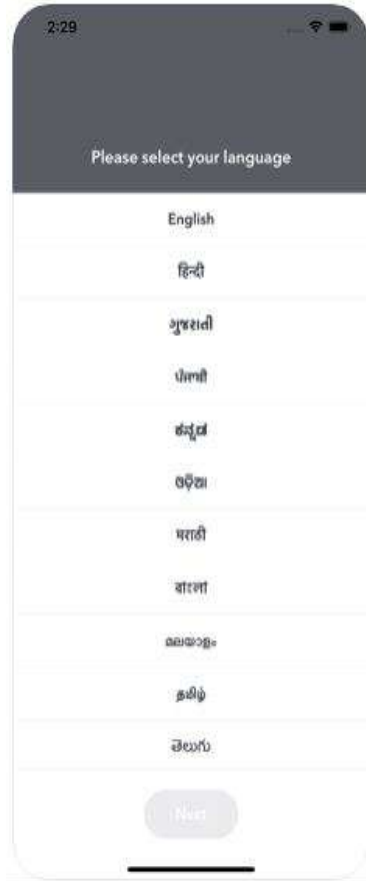 2:29
Please select your language
English
हिन्दी
ગુજરાતી
ਪੰਜਾਬੀ
ಕನ್ನಡ
ଓଡ଼ିଆ
मराठी
বাংলা
മലയാളം
தமிழ்
తెలుగు
Next